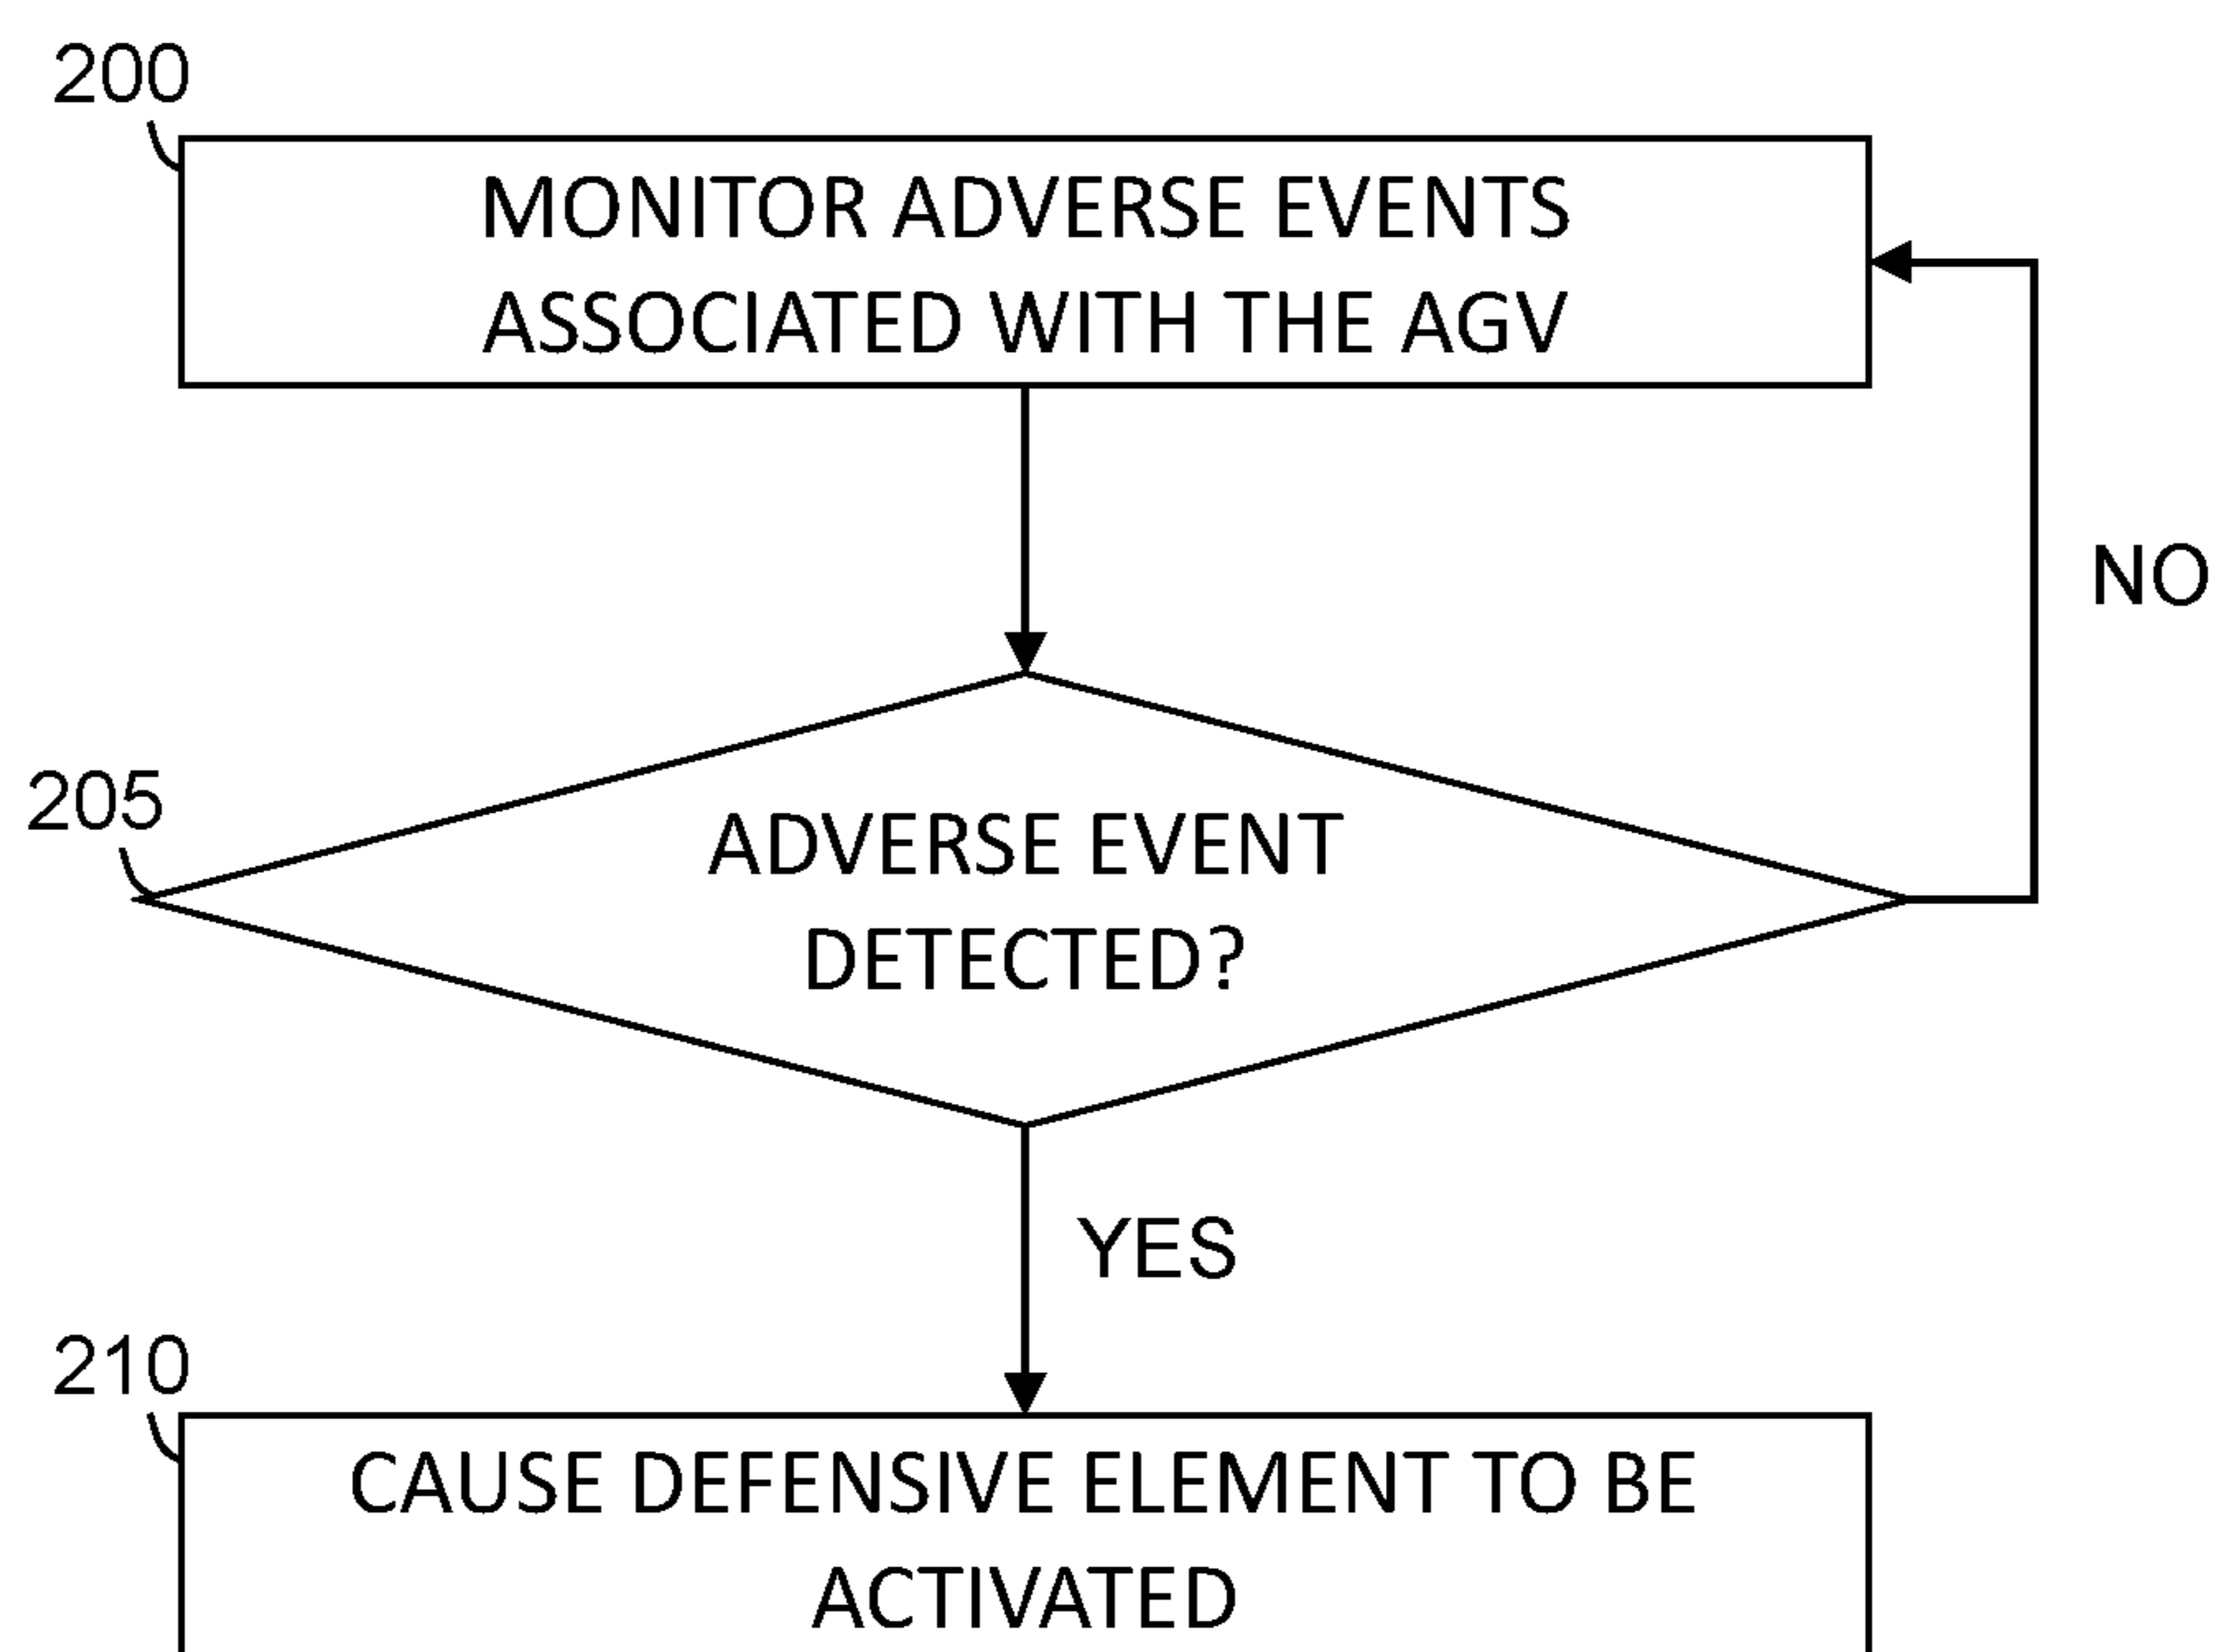 200
MONITOR ADVERSE EVENTS
ASSOCIATED WITH THE AGV
NO
205
ADVERSE EVENT
DETECTED?
YES
210
CAUSE DEFENSIVE ELEMENT TO BE
ACTIVATED